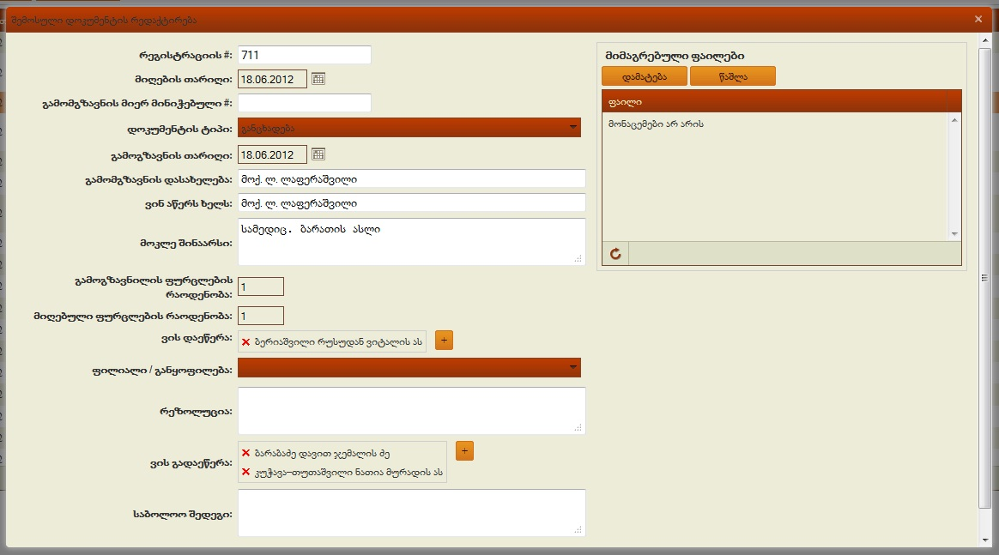 შემოსული დოკუმენტის რედაქტირება
რეგისტრაციის #: 711
მიღების თარიღი: 18.06.2012
გამომგზავნის მიერ მინიჭებული #:
დოკუმენტის ტიპი: განცხადება
გამოგზავნის თარიღი: 18.06.2012
გამომგზავნის დასახელება: მოქ. ლ. ლაფერაშვილი
ვინ აწერს ხელს: მოქ. ლ. ლაფერაშვილი
მოკლე შინაარსი: სამედიც. ბარათის ასლი
გამოგზავნილის ფურცლების
რაოდენობა: 1
მიღებული ფურცლების რაოდენობა: 1
ვის დაეწერა: ბერიაშვილი რუსუდან ვიტალის ას +
ფილიალი / განყოფილება:
რეზოლუცია:
ვის გადაეწერა: ბარაბაძე დავით ჯემალის ძე +
კუჭავა-თუთაშვილი ნათია მურადის ას
საბოლოო შედეგი:
მიმაგრებული ფაილები
დამატება წაშლა
ფაილი
მონაცემები არ არის